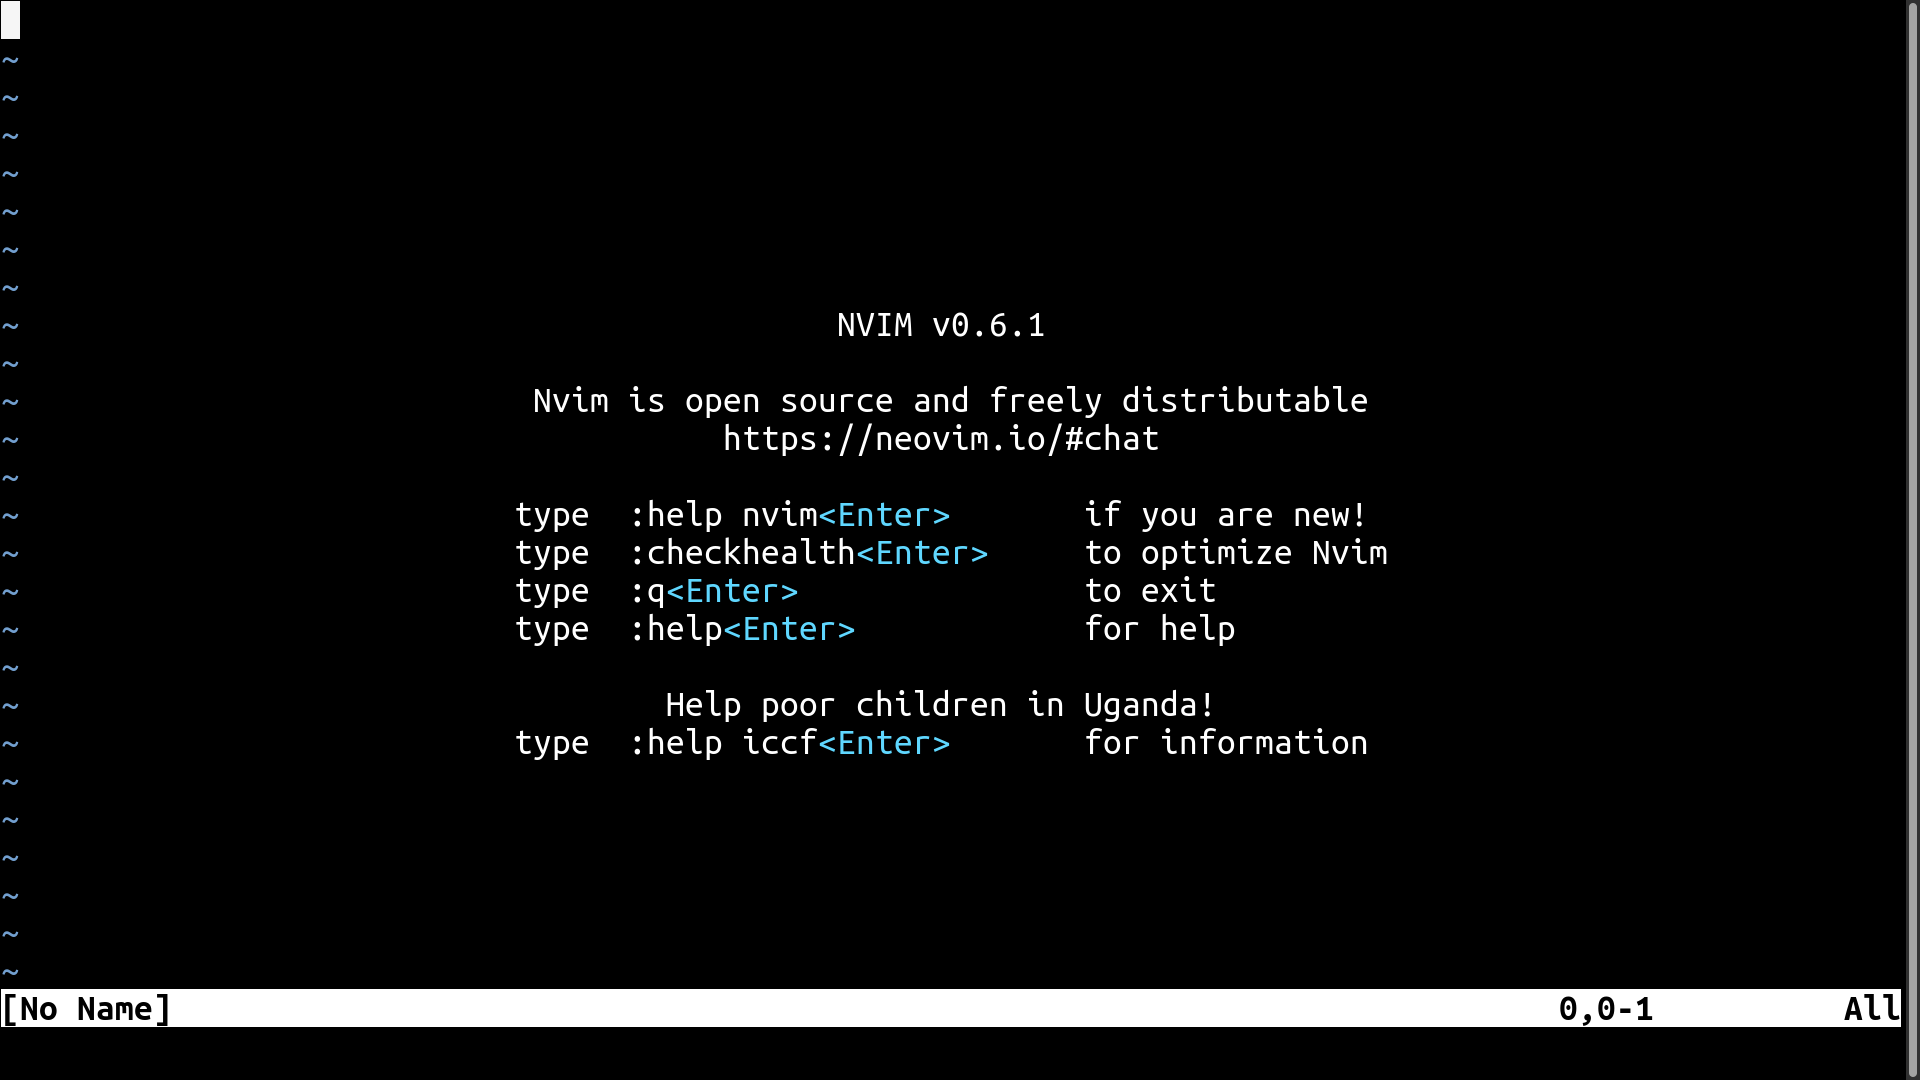 ~
~
~
~
~
~
~
~ NVIM v0.6.1
~
~ Nvim is open source and freely distributable
~ https://neovim.io/#chat
~
~ type :help nvim<Enter> if you are new!
~ type :checkhealth<Enter> to optimize Nvim
~ type :q<Enter> to exit
~ type :help<Enter> for help
~
~ Help poor children in Uganda!
~ type :help iccf<Enter> for information
~
~
~
~
~
~
[No Name] 0,0-1 All